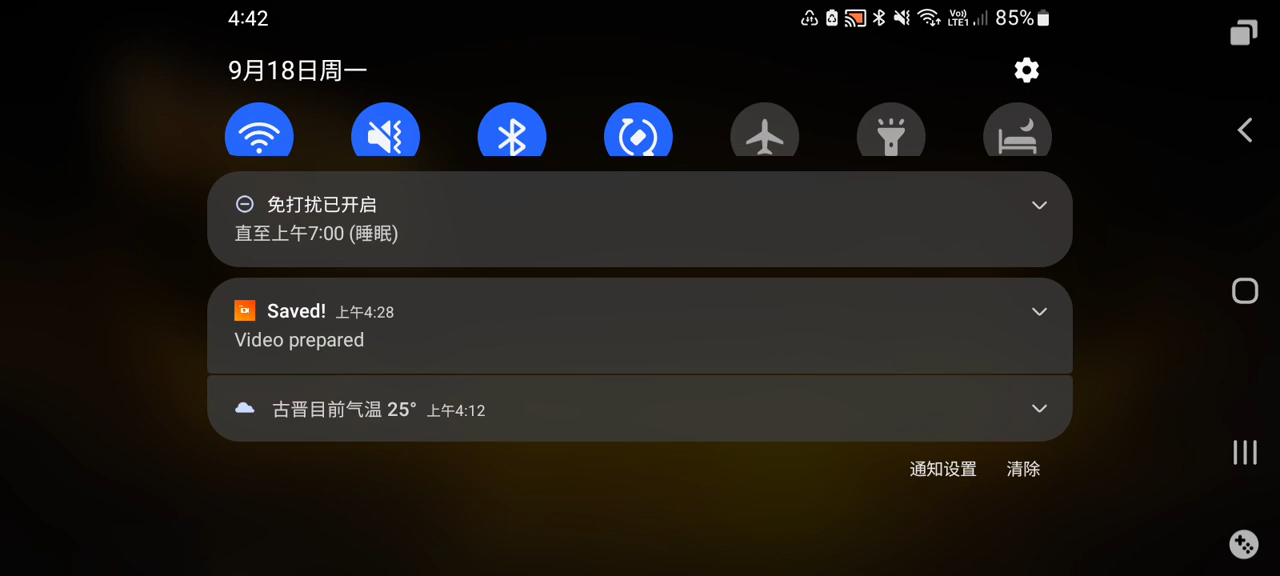 4:42
Vo)) LTE1 85%
9月18日周一
免打扰已开启
直至上午7:00 (睡眠)
Saved! 上午4:28
Video prepared
古晋目前气温 25° 上午4:12
通知设置 清除